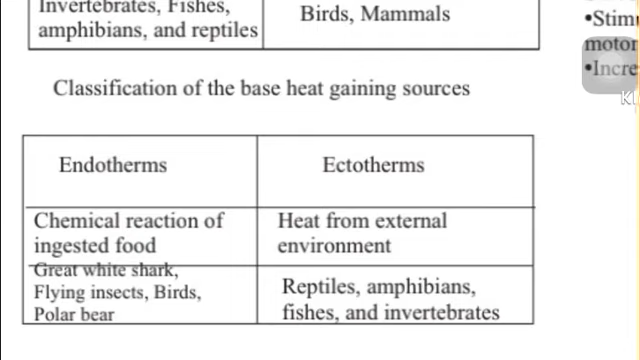 Invertebrates, Fishes,
amphibians, and reptiles
Birds, Mammals
Classification of the base heat gaining sources
Endotherms
Ectotherms
Chemical reaction of
ingested food
Heat from external
environment
Great white shark,
Flying insects, Birds,
Polar bear
Reptiles, amphibians,
fishes, and invertebrates
motor